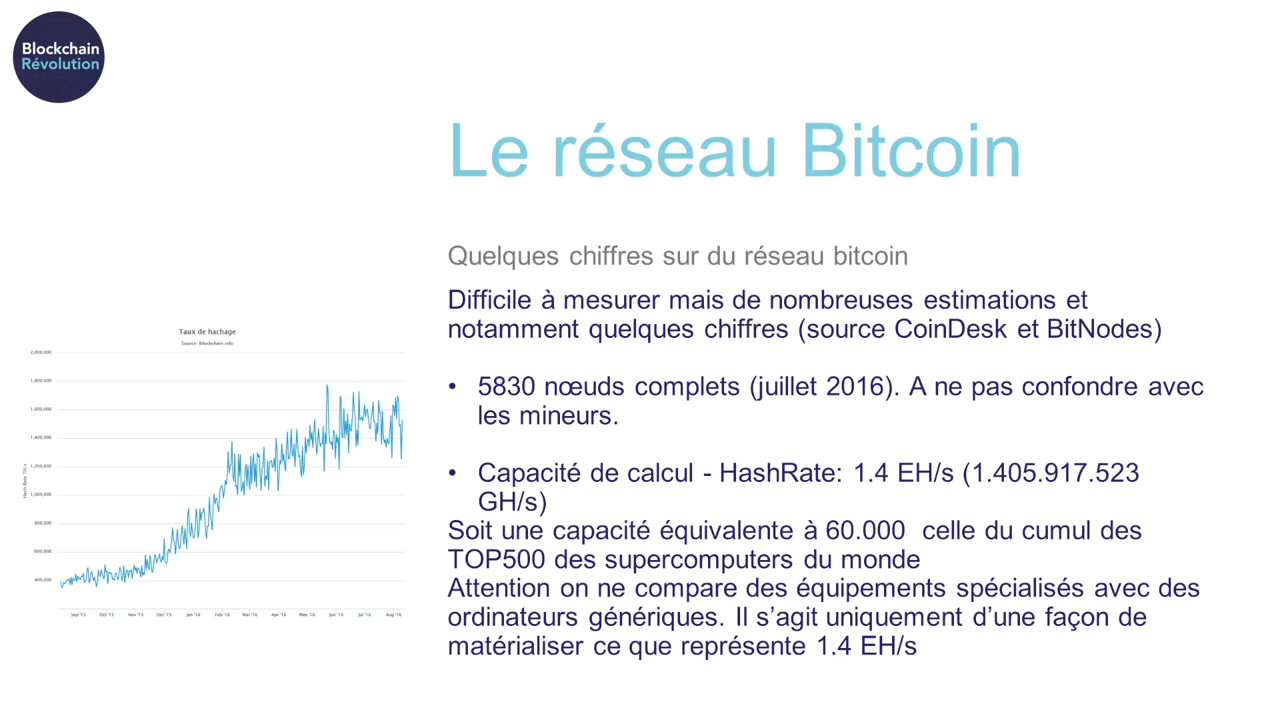 Blockchain
Révolution
Le réseau Bitcoin
Quelques chiffres sur du réseau bitcoin
Difficile à mesurer mais de nombreuses estimations et
notamment quelques chiffres (source CoinDesk et BitNodes)
• 5830 nœuds complets (juillet 2016). A ne pas confondre avec
les mineurs.
• Capacité de calcul - HashRate: 1.4 EH/s (1.405.917.523
GH/s)
Soit une capacité équivalente à 60.000 celle du cumul des
TOP500 des supercomputers du monde
Attention on ne compare des équipements spécialisés avec des
ordinateurs génériques. Il s’agit uniquement d’une façon de
matérialiser ce que représente 1.4 EH/s
Taux de hachage
Source: blockchain.info
Hash Rate TH/s
2,000,000
1,800,000
1,600,000
1,400,000
1,200,000
1,000,000
800,000
600,000
400,000
Sep '15 Oct '15 Nov '15 Dec '15 Jan '16 Feb '16 Mar '16 Apr '16 May '16 Jun '16 Jul '16 Aug '16